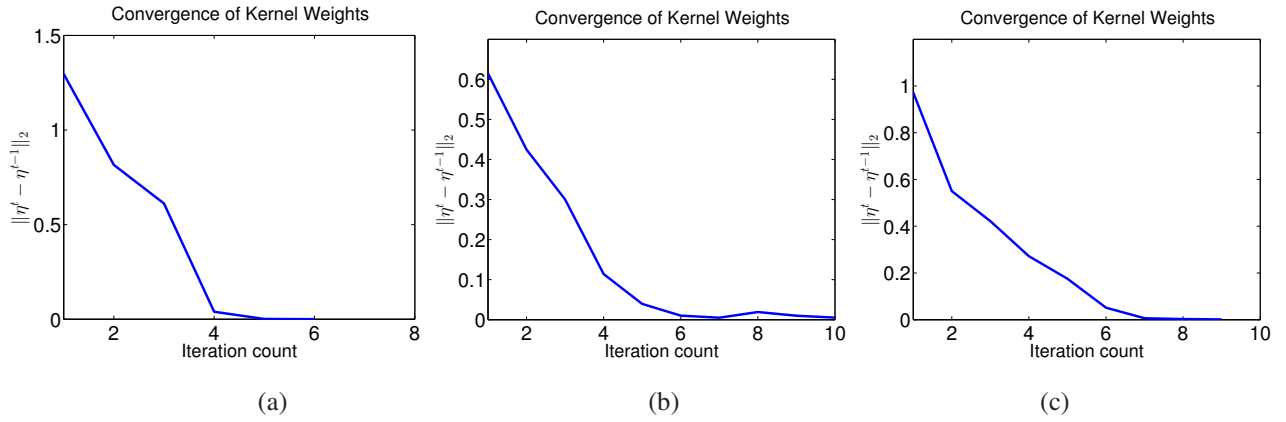 Convergence of Kernel Weights
1.5
1
0.5
0
2
4
6
8
||η^t − η^{t−1}||_2
Iteration count
(a)
Convergence of Kernel Weights
0.6
0.5
0.4
0.3
0.2
0.1
0
2
4
6
8
10
||η^t − η^{t−1}||_2
Iteration count
(b)
Convergence of Kernel Weights
1
0.8
0.6
0.4
0.2
0
2
4
6
8
10
||η^t − η^{t−1}||_2
Iteration count
(c)